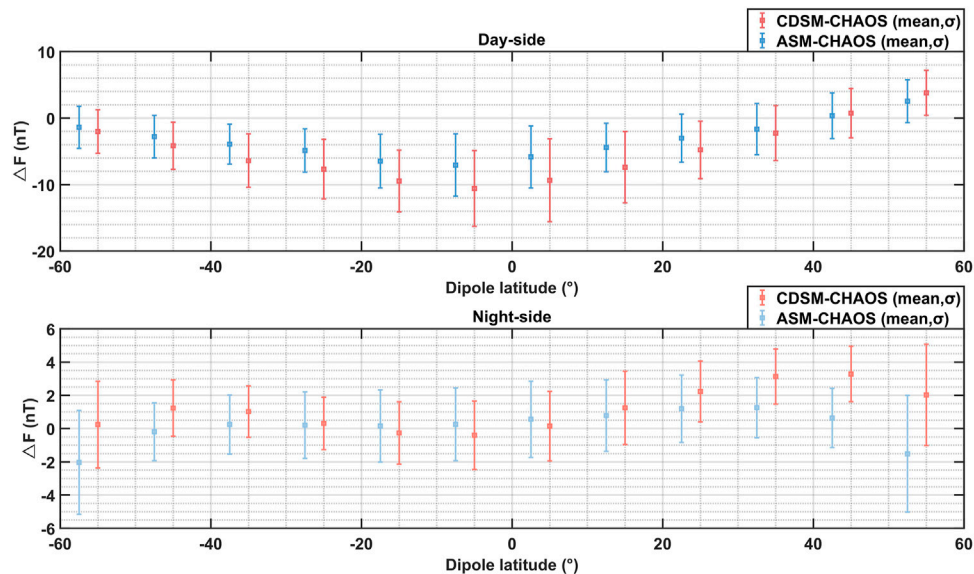 CDSM-CHAOS (mean,σ)
ASM-CHAOS (mean,σ)
Day-side
10
0
-10
-20
△F (nT)
-60
-40
-20
0
20
40
60
Dipole latitude (°)
CDSM-CHAOS (mean,σ)
ASM-CHAOS (mean,σ)
Night-side
6
4
2
0
-2
-4
-6
△F (nT)
-60
-40
-20
0
20
40
60
Dipole latitude (°)